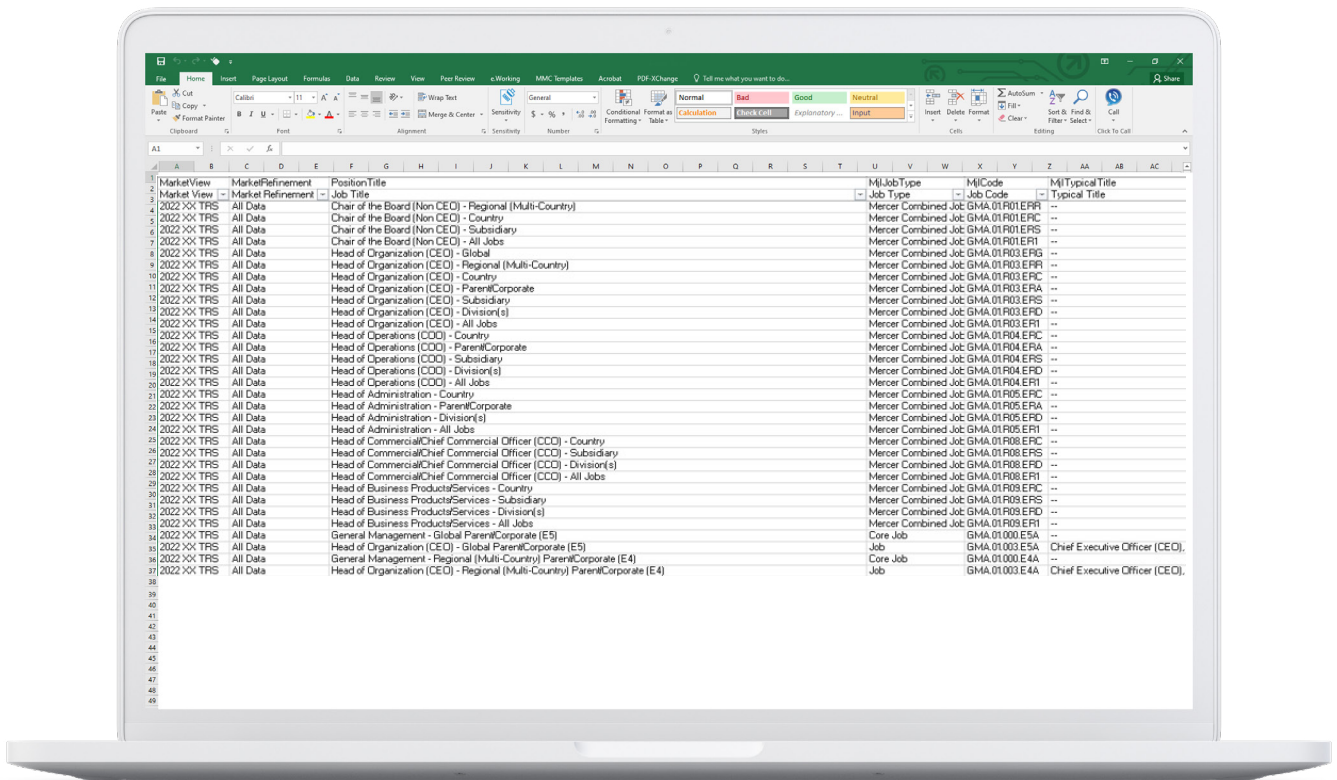 File Home Insert Page Layout Formulas Data Review View Peer Review e.Working MMC Templates Acrobat PDF-XChange Tell me what you want to do... Share
Cut
Copy
Format Painter
Paste
Calibri 11
B I U
Wrap Text
Merge & Center
Sensitivity
General
$ % ,
Conditional Formatting
Format as Table
Normal Bad Good Neutral
Calculation Check Cell Explanatory ... Input
Insert Delete Format
AutoSum
Fill
Clear
Sort & Filter
Find & Select
Call
Clipboard Font Alignment Sensitivity Number Styles Cells Editing Click To Call
A1 fx
A B C D E F G H I J K L M N O P Q R S T U V W X Y Z AA AB AC
MarketView MarketRefinement PositionTitle MjlJobType MjlCode MjlTypicalTitle
Market View Market Refinement Job Title Job Type Job Code Typical Title
2022 XX TRS All Data Chair of the Board (Non CEO) - Regional (Multi-Country) Mercer Combined Job GMA.01.R01.ERR --
2022 XX TRS All Data Chair of the Board (Non CEO) - Country Mercer Combined Job GMA.01.R01.ERC --
2022 XX TRS All Data Chair of the Board (Non CEO) - Subsidiary Mercer Combined Job GMA.01.R01.ERS --
2022 XX TRS All Data Chair of the Board (Non CEO) - All Jobs Mercer Combined Job GMA.01.R01.ER1 --
2022 XX TRS All Data Head of Organization (CEO) - Global Mercer Combined Job GMA.01.R03.ERG --
2022 XX TRS All Data Head of Organization (CEO) - Regional (Multi-Country) Mercer Combined Job GMA.01.R03.ERR --
2022 XX TRS All Data Head of Organization (CEO) - Country Mercer Combined Job GMA.01.R03.ERC --
2022 XX TRS All Data Head of Organization (CEO) - Parent/Corporate Mercer Combined Job GMA.01.R03.ERA --
2022 XX TRS All Data Head of Organization (CEO) - Subsidiary Mercer Combined Job GMA.01.R03.ERS --
2022 XX TRS All Data Head of Organization (CEO) - Division(s) Mercer Combined Job GMA.01.R03.ERD --
2022 XX TRS All Data Head of Organization (CEO) - All Jobs Mercer Combined Job GMA.01.R03.ER1 --
2022 XX TRS All Data Head of Operations (COO) - Country Mercer Combined Job GMA.01.R04.ERC --
2022 XX TRS All Data Head of Operations (COO) - Parent/Corporate Mercer Combined Job GMA.01.R04.ERA --
2022 XX TRS All Data Head of Operations (COO) - Subsidiary Mercer Combined Job GMA.01.R04.ERS --
2022 XX TRS All Data Head of Operations (COO) - Division(s) Mercer Combined Job GMA.01.R04.ERD --
2022 XX TRS All Data Head of Operations (COO) - All Jobs Mercer Combined Job GMA.01.R04.ER1 --
2022 XX TRS All Data Head of Administration - Country Mercer Combined Job GMA.01.R05.ERC --
2022 XX TRS All Data Head of Administration - Parent/Corporate Mercer Combined Job GMA.01.R05.ERA --
2022 XX TRS All Data Head of Administration - Division(s) Mercer Combined Job GMA.01.R05.ERD --
2022 XX TRS All Data Head of Administration - All Jobs Mercer Combined Job GMA.01.R05.ER1 --
2022 XX TRS All Data Head of Commercial/Chief Commercial Officer (CCO) - Country Mercer Combined Job GMA.01.R08.ERC --
2022 XX TRS All Data Head of Commercial/Chief Commercial Officer (CCO) - Subsidiary Mercer Combined Job GMA.01.R08.ERS --
2022 XX TRS All Data Head of Commercial/Chief Commercial Officer (CCO) - Division(s) Mercer Combined Job GMA.01.R08.ERD --
2022 XX TRS All Data Head of Commercial/Chief Commercial Officer (CCO) - All Jobs Mercer Combined Job GMA.01.R08.ER1 --
2022 XX TRS All Data Head of Business Products/Services - Country Mercer Combined Job GMA.01.R09.ERC --
2022 XX TRS All Data Head of Business Products/Services - Subsidiary Mercer Combined Job GMA.01.R09.ERS --
2022 XX TRS All Data Head of Business Products/Services - Division(s) Mercer Combined Job GMA.01.R09.ERD --
2022 XX TRS All Data Head of Business Products/Services - All Jobs Mercer Combined Job GMA.01.R09.ER1 --
2022 XX TRS All Data General Management - Global Parent/Corporate (E5) Core Job GMA.01.000.E5A --
2022 XX TRS All Data Head of Organization (CEO) - Global Parent/Corporate (E5) Job GMA.01.003.E5A Chief Executive Officer (CEO),
2022 XX TRS All Data General Management - Regional (Multi-Country) Parent/Corporate (E4) Core Job GMA.01.000.E4A --
2022 XX TRS All Data Head of Organization (CEO) - Regional (Multi-Country) Parent/Corporate (E4) Job GMA.01.003.E4A Chief Executive Officer (CEO),